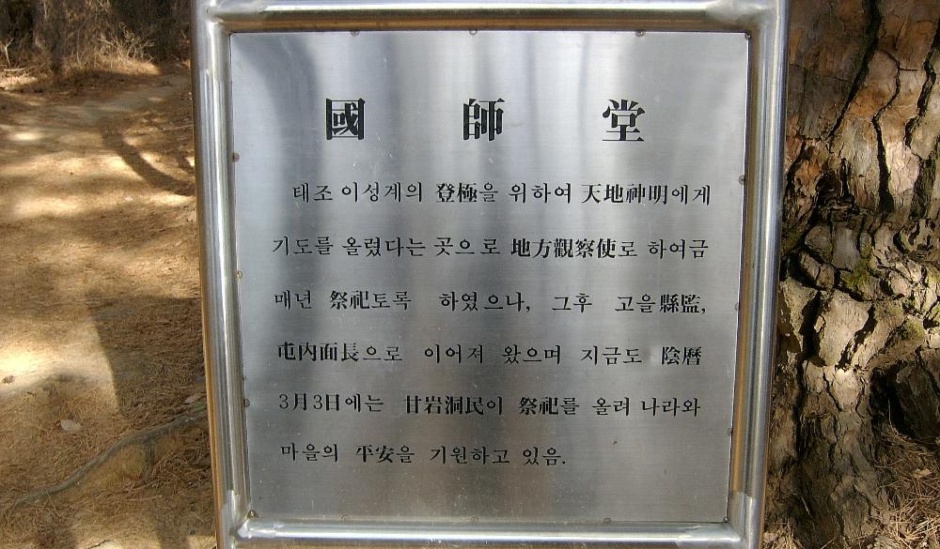 國 師 堂
태조 이성계의 登極을 위하여 天地神明에게
기도를 올렸다는 곳으로 地方觀察使로 하여금
매년 祭祀토록 하였으나, 그후 고을縣監,
屯內面長으로 이어져 왔으며 지금도 陰曆
3月3日에는 甘岩洞民이 祭祀를 올려 나라와
마을의 平安을 기원하고 있음.